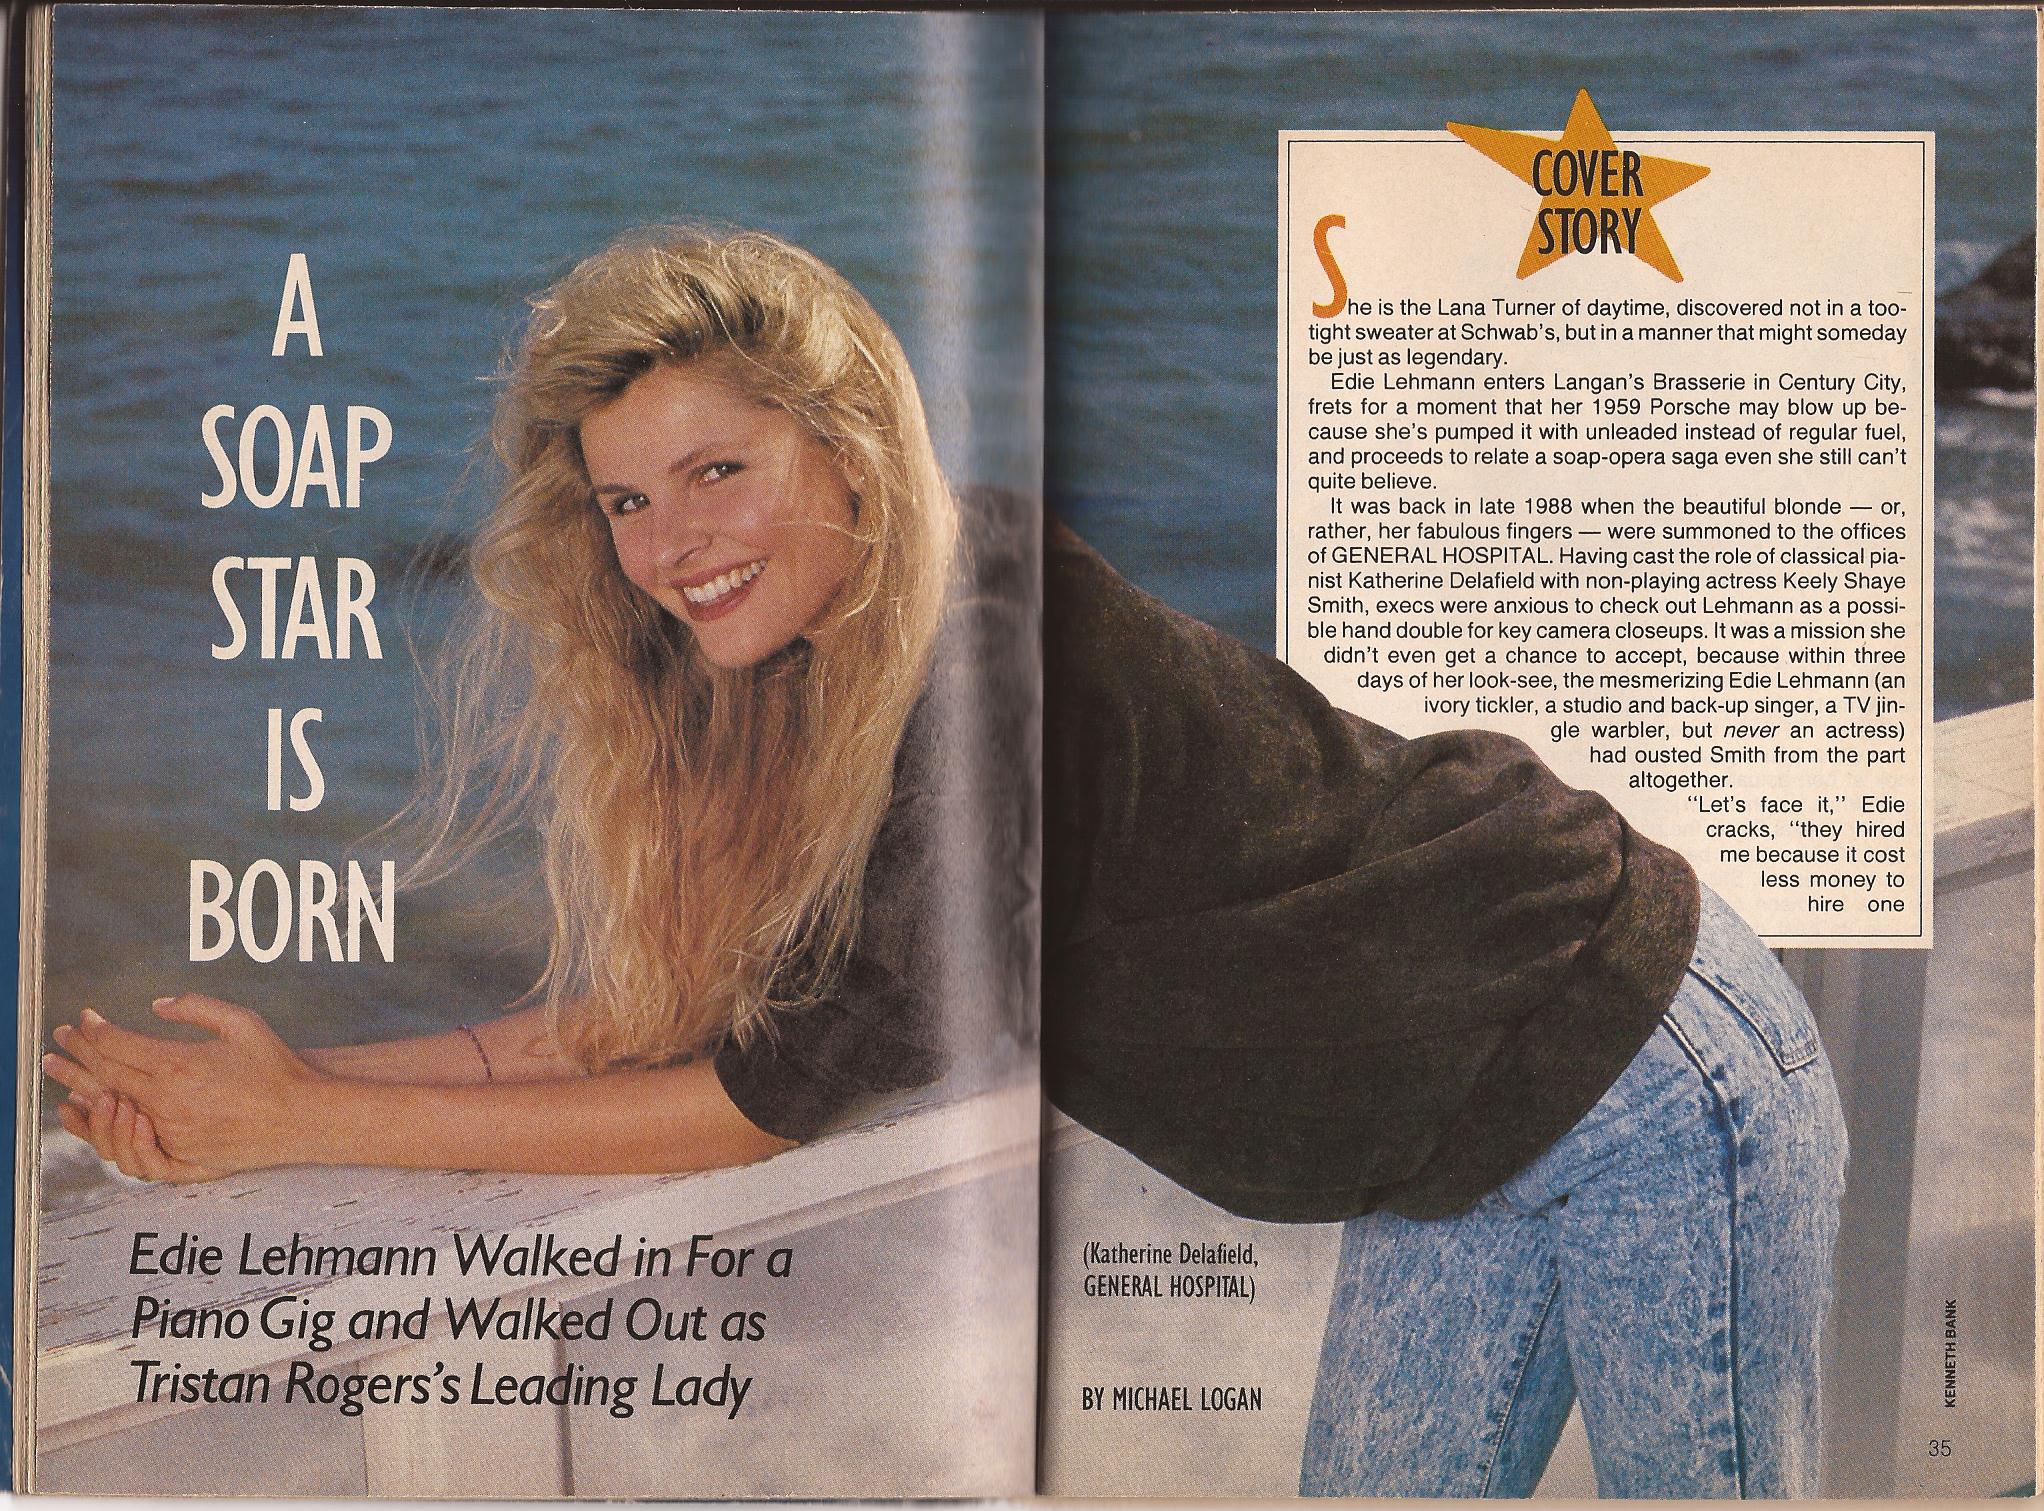 A
SOAP
STAR
IS
BORN
Edie Lehmann Walked in For a
Piano Gig and Walked Out as
Tristan Rogers's Leading Lady
COVER
STORY
She is the Lana Turner of daytime, discovered not in a too-
tight sweater at Schwab's, but in a manner that might someday
be just as legendary.
Edie Lehmann enters Langan's Brasserie in Century City,
frets for a moment that her 1959 Porsche may blow up be-
cause she's pumped it with unleaded instead of regular fuel,
and proceeds to relate a soap-opera saga even she still can't
quite believe.
It was back in late 1988 when the beautiful blonde — or,
rather, her fabulous fingers — were summoned to the offices
of GENERAL HOSPITAL. Having cast the role of classical pia-
nist Katherine Delafield with non-playing actress Keely Shaye
Smith, execs were anxious to check out Lehmann as a possi-
ble hand double for key camera closeups. It was a mission she
didn't even get a chance to accept, because within three
days of her look-see, the mesmerizing Edie Lehmann (an
ivory tickler, a studio and back-up singer, a TV jin-
gle warbler, but never an actress)
had ousted Smith from the part
altogether.
"Let's face it," Edie
cracks, "they hired
me because it cost
less money to
hire one
(Katherine Delafield,
GENERAL HOSPITAL)
BY MICHAEL LOGAN
KENNETH BANK
35